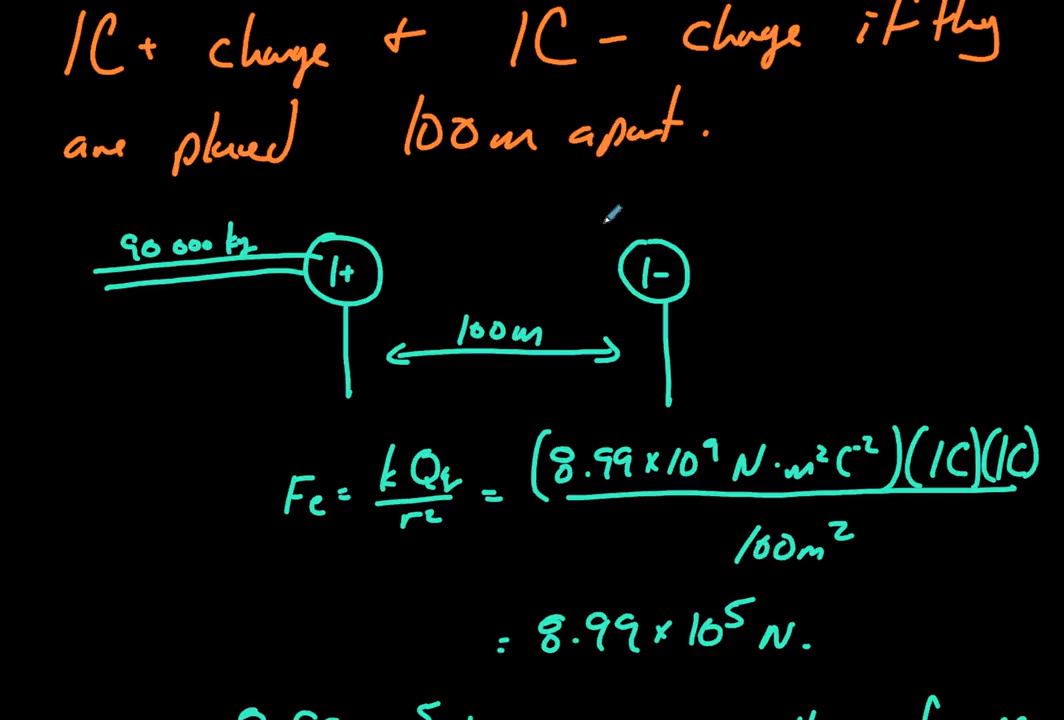 1C+ charge & 1C- charge if they
are placed 100m apart.
90 000 kg
1+
1-
100m
Fe = kQq/r² = (8.99×10⁹ N·m²C⁻²)(1C)(1C)/100m²
= 8.99×10⁵ N.